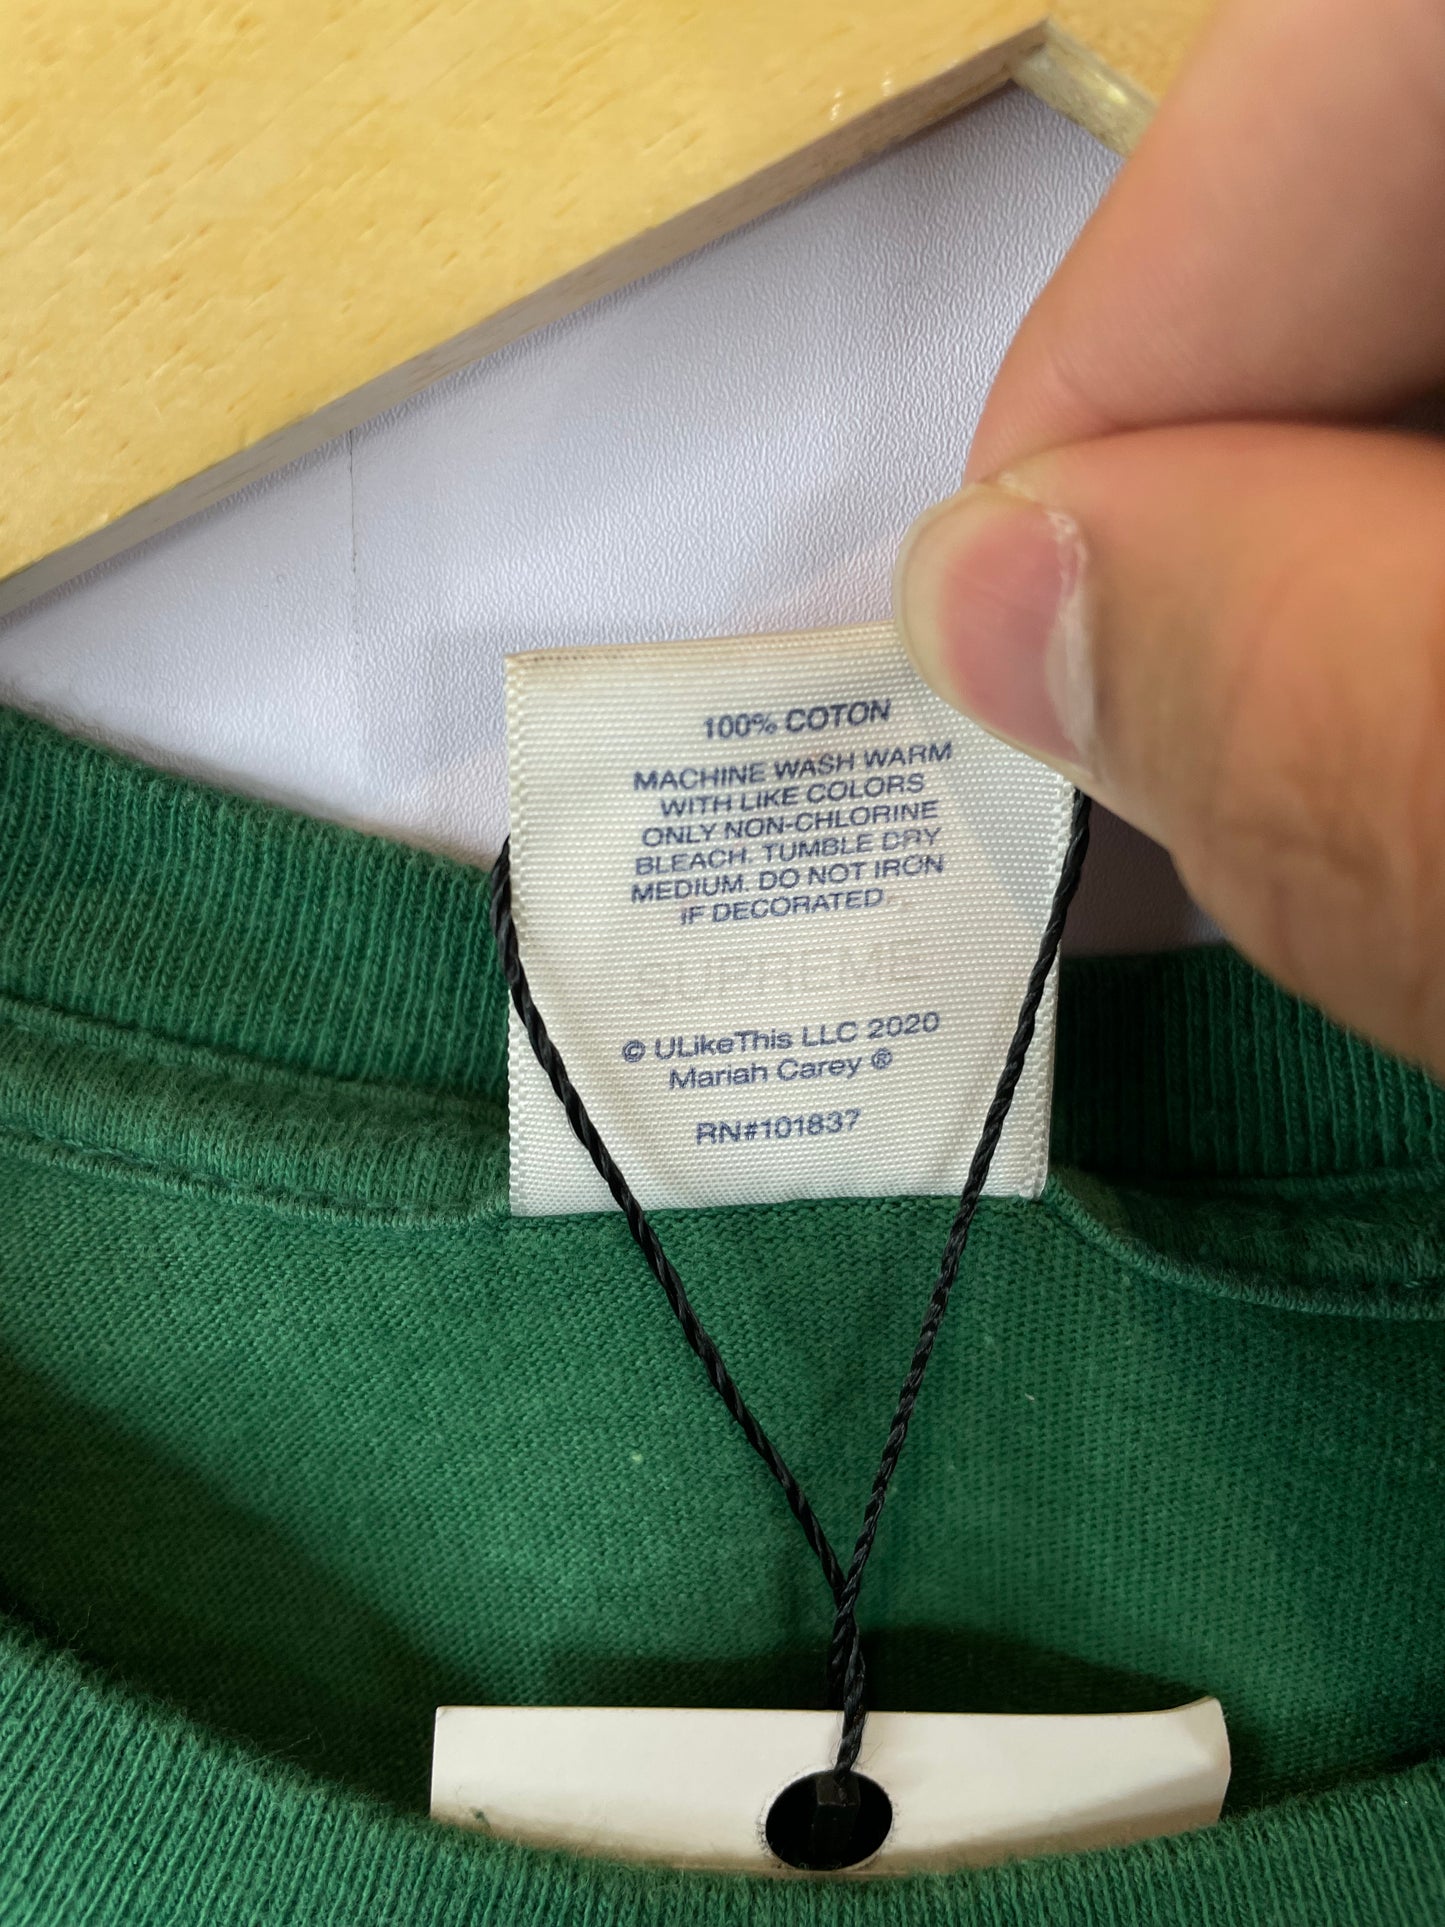 100% COTON
MACHINE WASH WARM
WITH LIKE COLORS
ONLY NON-CHLORINE
BLEACH. TUMBLE DRY
MEDIUM. DO NOT IRON
IF DECORATED
SUPREME
© ULikeThis LLC 2020
Mariah Carey ®
RN#101837